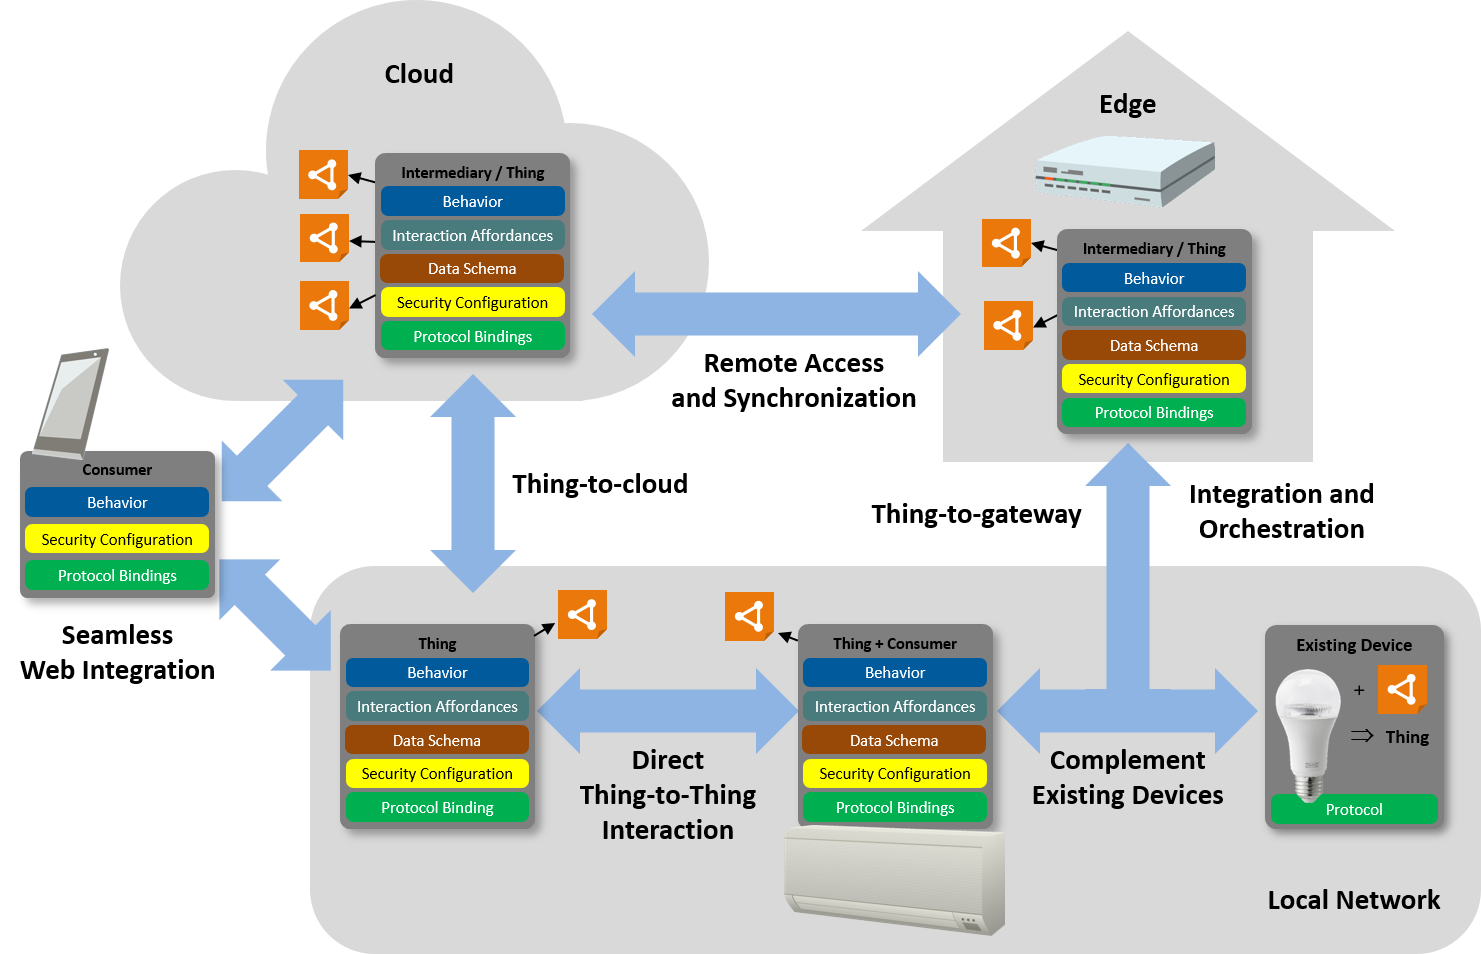 Cloud
Intermediary / Thing
Behavior
Interaction Affordances
Data Schema
Security Configuration
Protocol Bindings
Edge
Intermediary / Thing
Behavior
Interaction Affordances
Data Schema
Security Configuration
Protocol Bindings
Remote Access
and Synchronization
Consumer
Behavior
Security Configuration
Protocol Bindings
Seamless
Web Integration
Thing-to-cloud
Thing-to-gateway
Integration and
Orchestration
Thing
Behavior
Interaction Affordances
Data Schema
Security Configuration
Protocol Binding
Direct
Thing-to-Thing
Interaction
Thing + Consumer
Behavior
Interaction Affordances
Data Schema
Security Configuration
Protocol Bindings
Complement
Existing Devices
Existing Device
+
⇒ Thing
Protocol
Local Network